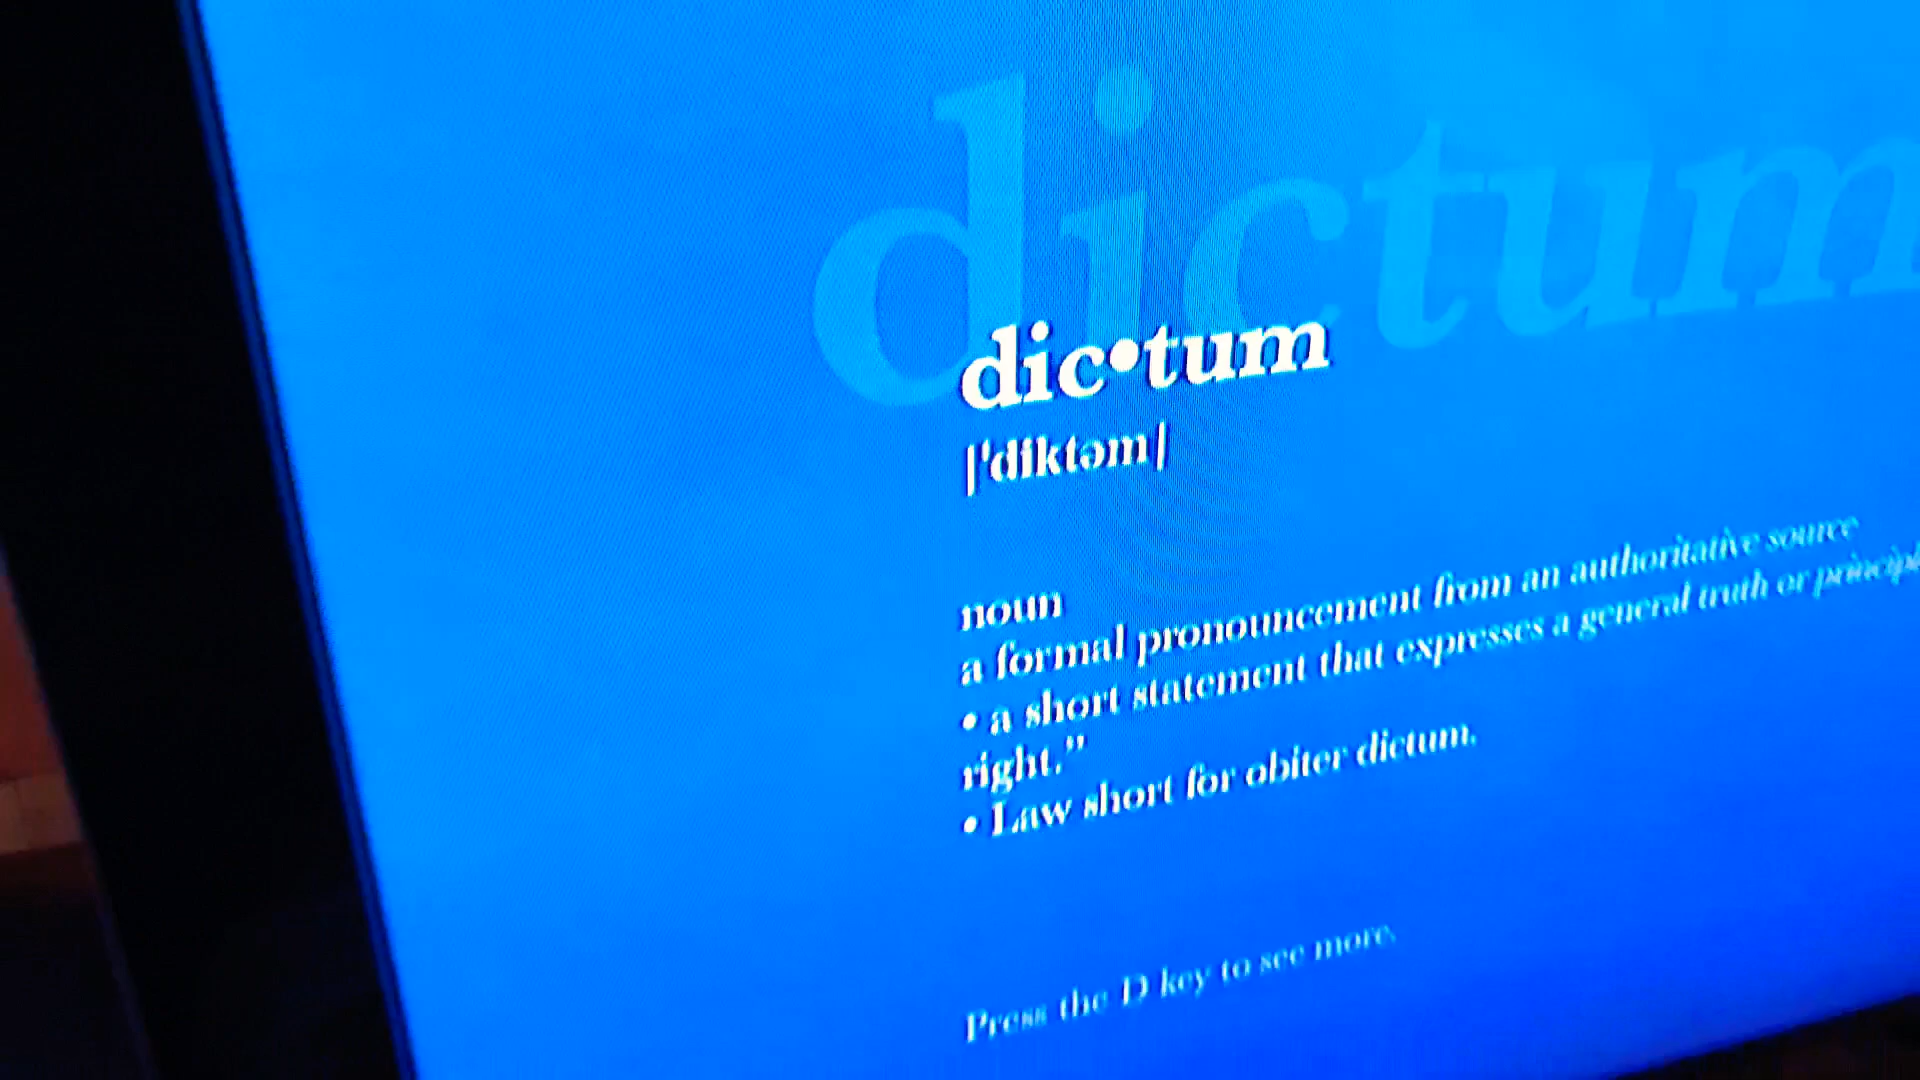 dictum
dic•tum
|ˈdiktəm|
noun
a formal pronouncement from an authoritative source
• a short statement that expresses a general truth or
right.”
• Law short for obiter dictum.
Press the D key to see more.